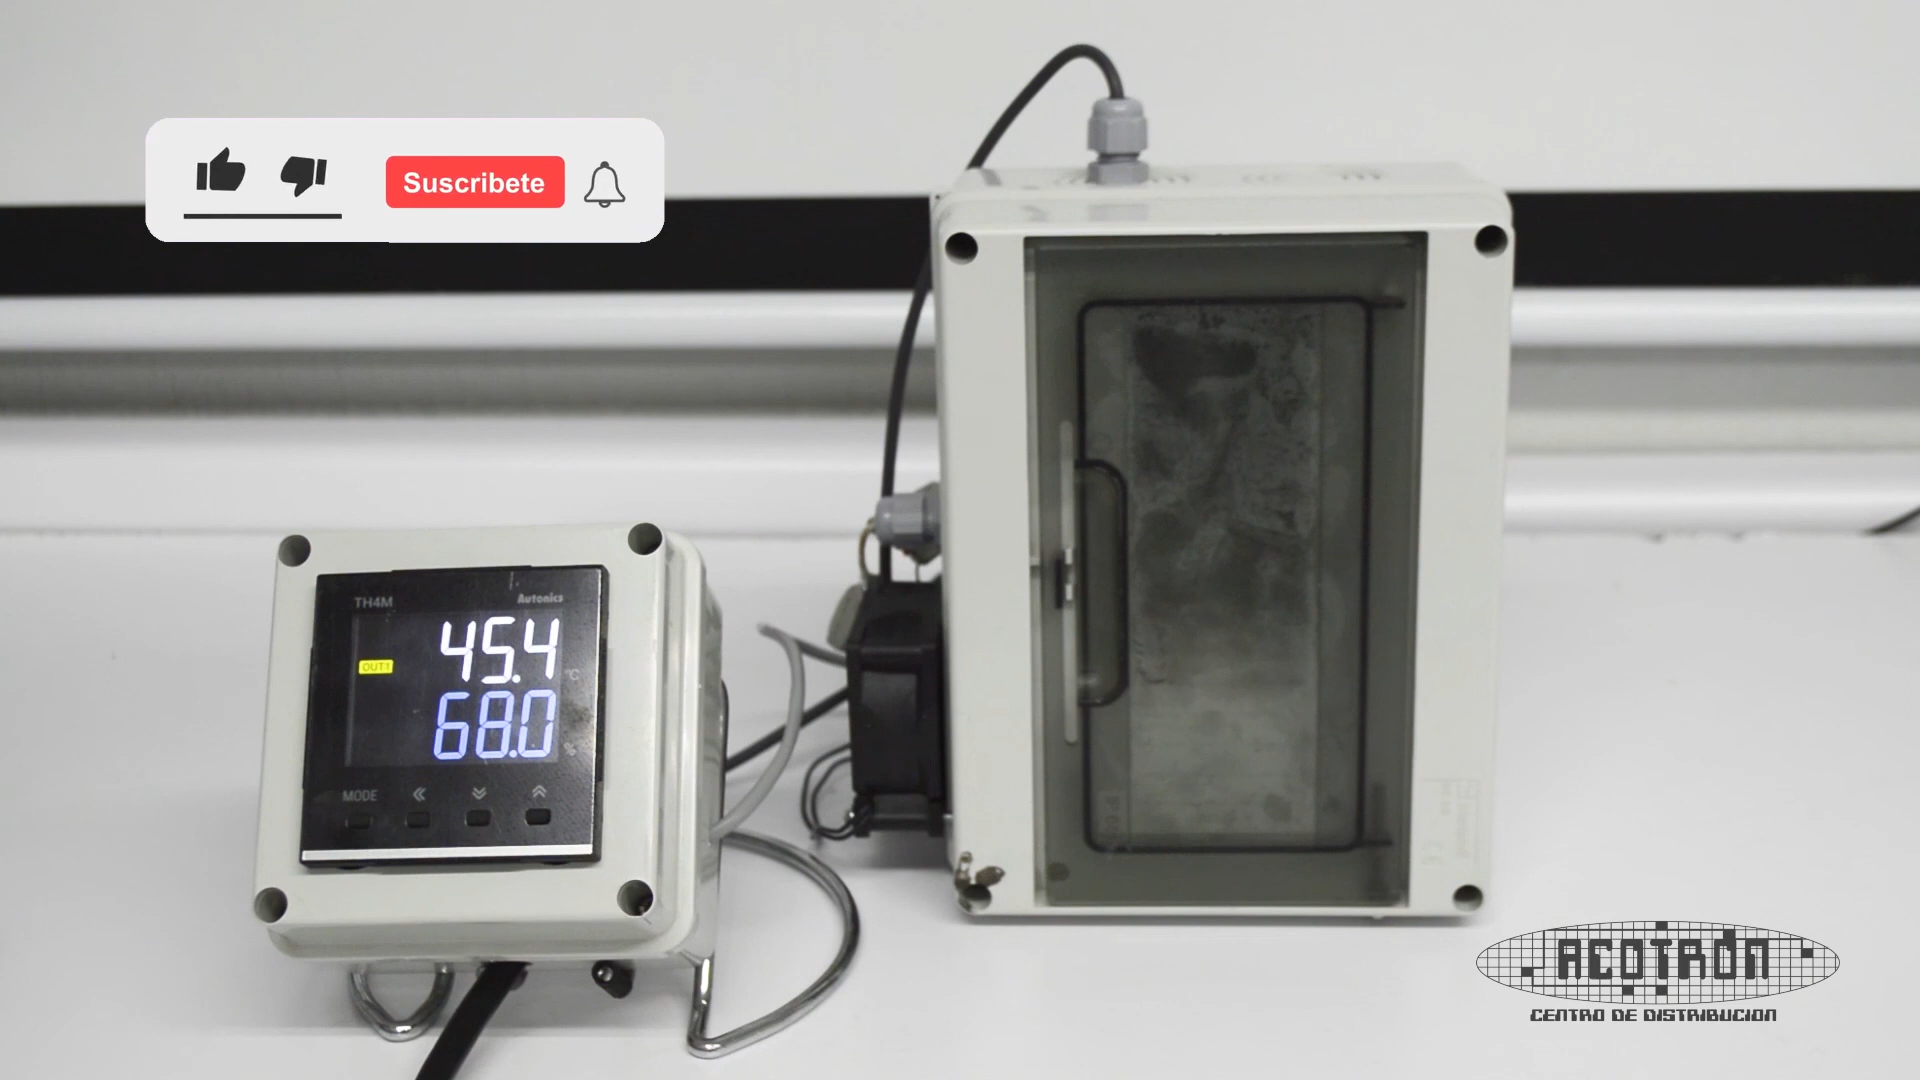 Suscribete
TH4M
Autonics
45.4
OUT1
°C
68.0
%
MODE
ACOTRON
CENTRO DE DISTRIBUCION